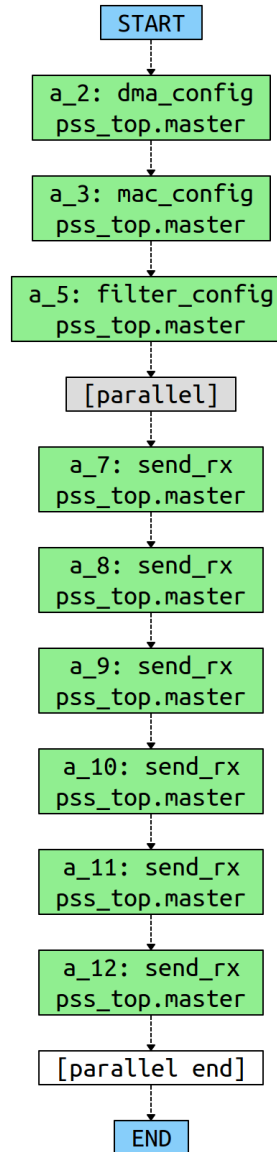 START
a_2: dma_config
pss_top.master
a_3: mac_config
pss_top.master
a_5: filter_config
pss_top.master
[parallel]
a_7: send_rx
pss_top.master
a_8: send_rx
pss_top.master
a_9: send_rx
pss_top.master
a_10: send_rx
pss_top.master
a_11: send_rx
pss_top.master
a_12: send_rx
pss_top.master
[parallel end]
END